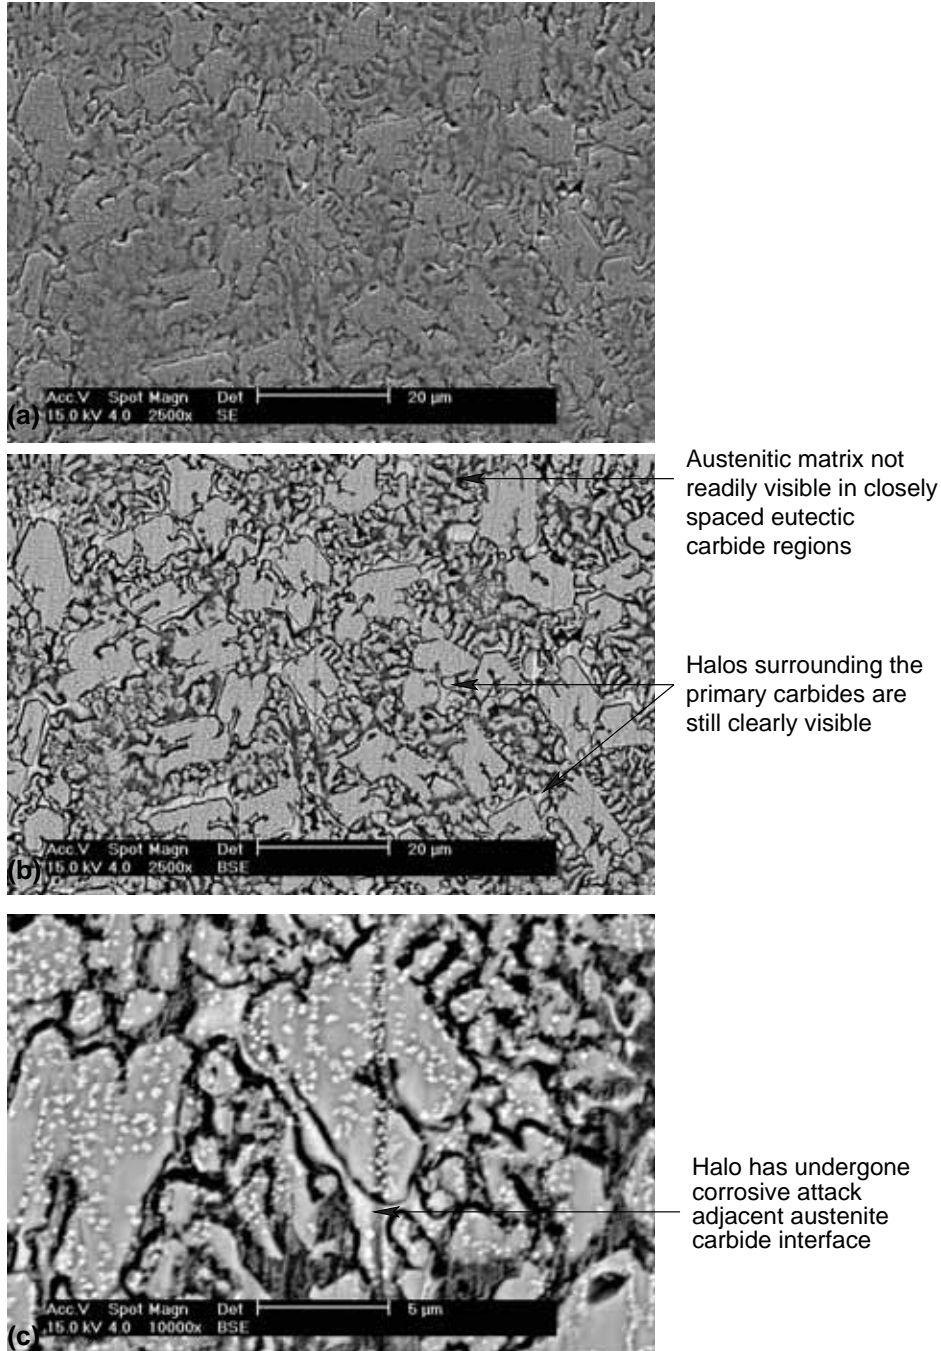 Acc.V Spot Magn Det 20 µm
15.0 kV 4.0 2500x SE
(a)
Austenitic matrix not
readily visible in closely
spaced eutectic
carbide regions
Halos surrounding the
primary carbides are
still clearly visible
Acc.V Spot Magn Det 20 µm
15.0 kV 4.0 2500x BSE
(b)
Halo has undergone
corrosive attack
adjacent austenite
carbide interface
Acc.V Spot Magn Det 5 µm
15.0 kV 4.0 10000x BSE
(c)